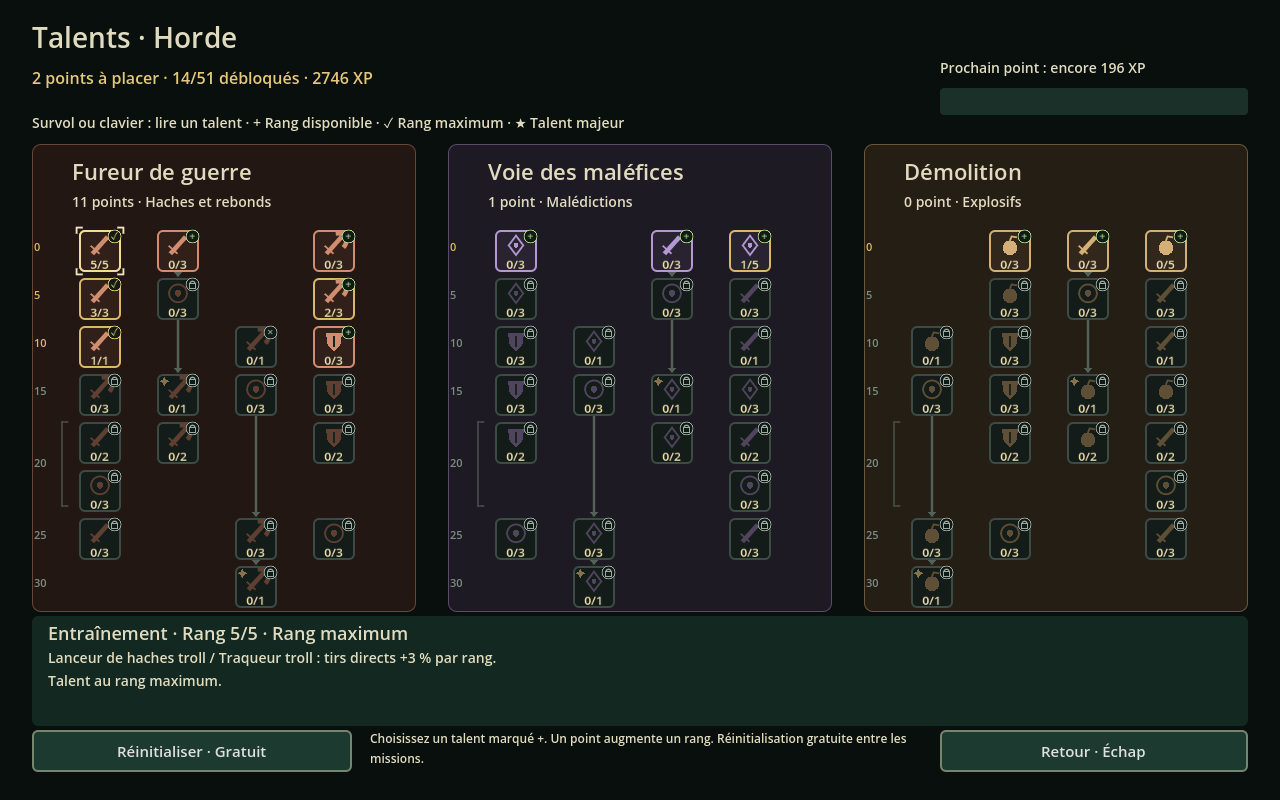 Talents · Horde
2 points à placer · 14/51 débloqués · 2746 XP
Prochain point : encore 196 XP
Survol ou clavier : lire un talent · + Rang disponible · ✓ Rang maximum · ★ Talent majeur
Fureur de guerre
11 points · Haches et rebonds
0 5/5 0/3 0/3
5 3/3 0/3 2/3
10 1/1 0/1 0/3
15 0/3 0/1 0/3 0/3
0/2 0/2 0/2
20
0/3
25 0/3 0/3 0/3
30 0/1
Voie des maléfices
1 point · Malédictions
0 0/3 0/3 1/5
5 0/3 0/3 0/3
10 0/3 0/1 0/1
15 0/3 0/3 0/1 0/3
0/2 0/2 0/2
20
0/3
25 0/3 0/3 0/3
30 0/1
Démolition
0 point · Explosifs
0 0/3 0/3 0/5
5 0/3 0/3 0/3
10 0/1 0/3 0/1
15 0/3 0/3 0/1 0/3
0/2 0/2 0/2
20
0/3
25 0/3 0/3 0/3
30 0/1
Entraînement · Rang 5/5 · Rang maximum
Lanceur de haches troll / Traqueur troll : tirs directs +3 % par rang.
Talent au rang maximum.
Réinitialiser · Gratuit
Choisissez un talent marqué +. Un point augmente un rang. Réinitialisation gratuite entre les
missions.
Retour · Échap